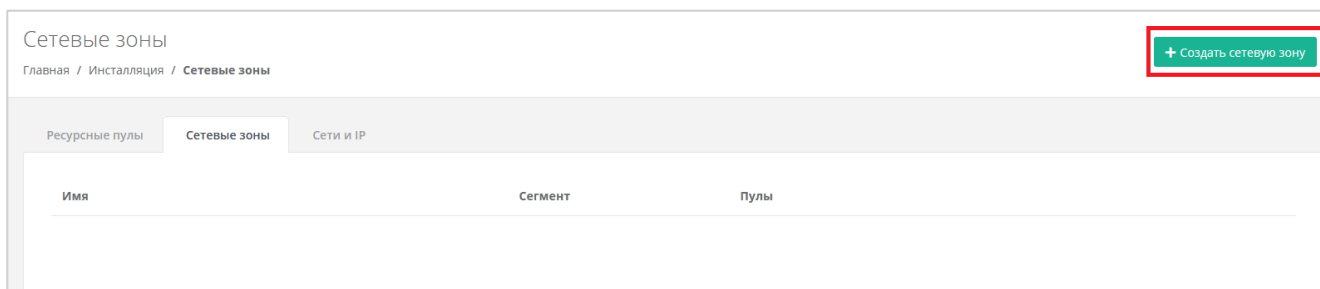 Сетевые зоны
+ Создать сетевую зону
Главная / Инсталляция / Сетевые зоны
Ресурсные пулы Сетевые зоны Сети и IP
Имя Сегмент Пулы